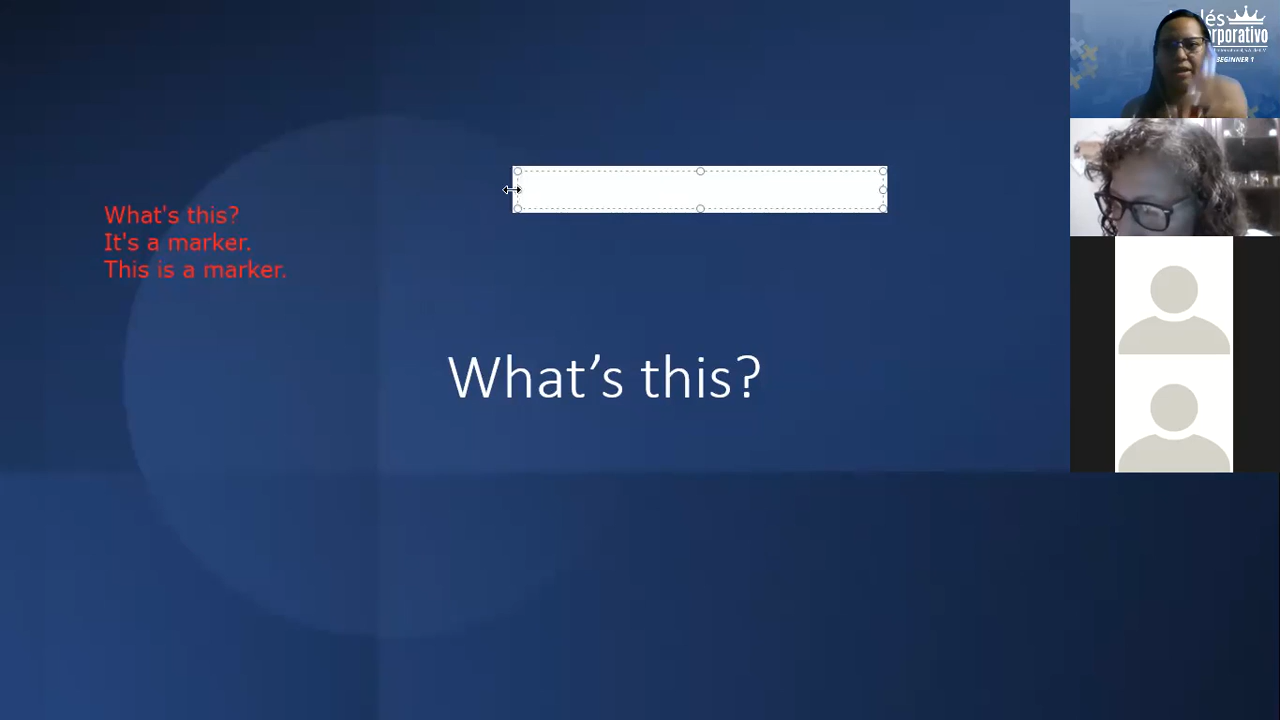 What's this?
It's a marker.
This is a marker.
What's this?
BEGINNER 1